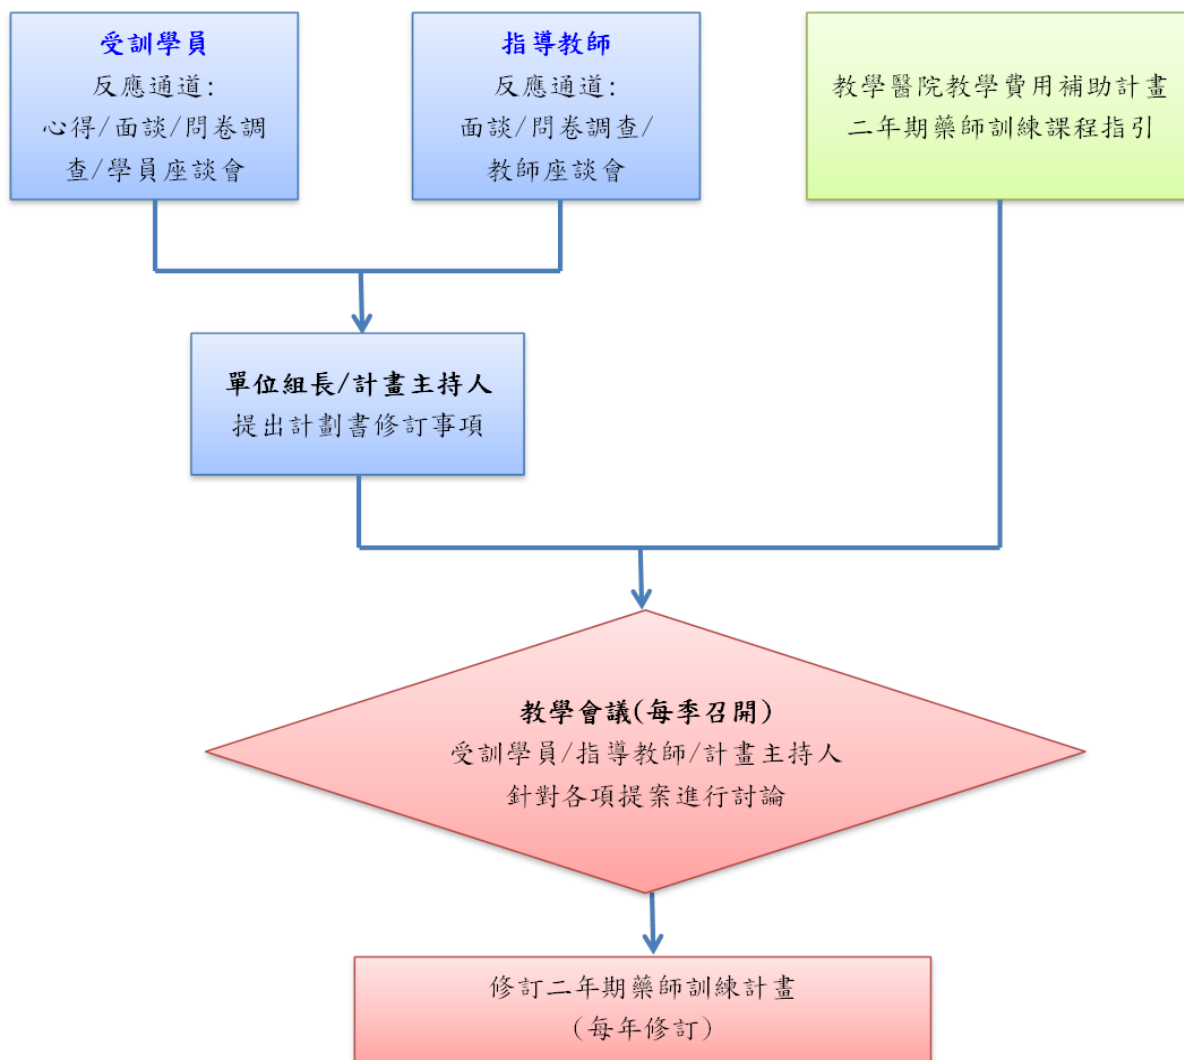 受訓學員
反應通道:
心得/面談/問卷調
查/學員座談會
指導教師
反應通道:
面談/問卷調查/
教師座談會
教學醫院教學費用補助計畫
二年期藥師訓練課程指引
單位組長/計畫主持人
提出計劃書修訂事項
教學會議(每季召開)
受訓學員/指導教師/計畫主持人
針對各項提案進行討論
修訂二年期藥師訓練計畫
(每年修訂)